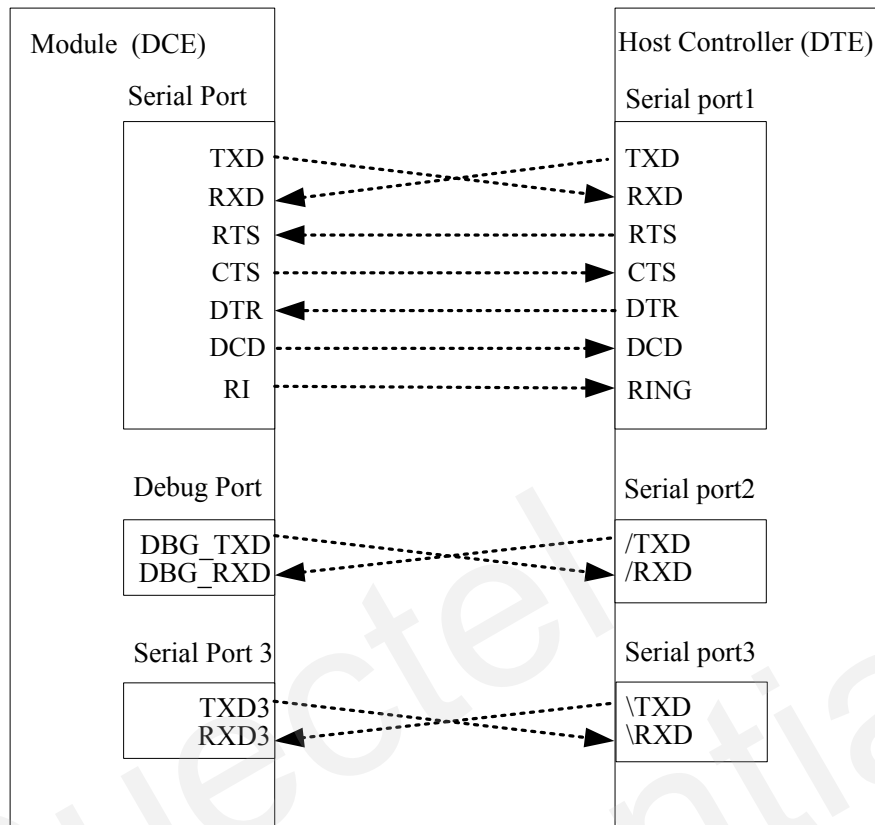 Module (DCE)
Serial Port
TXD
RXD
RTS
CTS
DTR
DCD
RI
Debug Port
DBG_TXD
DBG_RXD
Serial Port 3
TXD3
RXD3
Host Controller (DTE)
Serial port1
TXD
RXD
RTS
CTS
DTR
DCD
RING
Serial port2
/TXD
/RXD
Serial port3
\TXD
\RXD